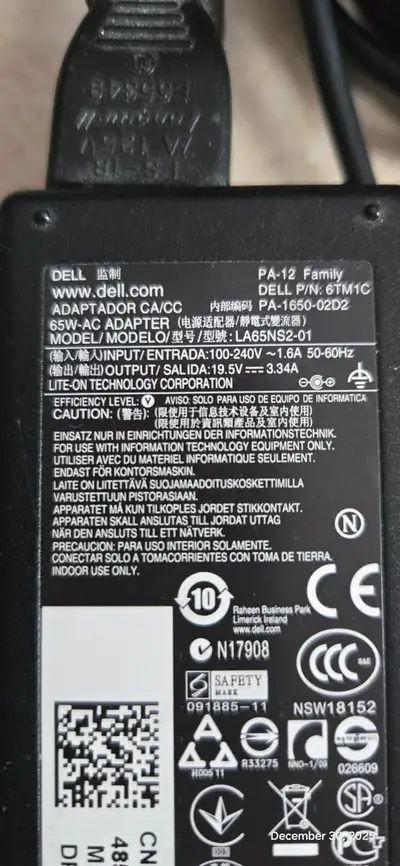 DELL 监制
PA-12 Family
www.dell.com
DELL P/N: 6TM1C
ADAPTADOR CA/CC
内部编码 PA-1650-02D2
65W-AC ADAPTER (电源适配器/靜電式變流器)
MODEL/MODELO/型号/型號: LA65NS2-01
(输入/輸入)INPUT/ENTRADA:100-240V ～1.6A 50-60Hz
(输出/輸出)OUTPUT/SALIDA:19.5V 3.34A
LITE-ON TECHNOLOGY CORPORATION
EFFICIENCY LEVEL: V AVISO: SOLO PARA USO DE EQUIPO DE INFORMATICA
CAUTION: (警告): (限使用于信息技术设备及室内使用)
(限使用於資訊類產品及室內使用)
EINSATZ NUR IN EINRICHTUNGEN DER INFORMATIONSTECHNIK.
FOR USE WITH INFORMATION TECHNOLOGY EQUIPMENT ONLY.
UTILISER AVEC DU MATERIEL INFORMATIQUE SEULEMENT.
ENDAST FÖR KONTORSMASKIN.
LAITE ON LIITETTÄVÄ SUOJAMAADOITUSKOSKETTIMILLA
VARUSTETTUUN PISTORASIAAN.
APPARATET MÅ KUN TILKOPLES JORDET STIKKONTAKT.
APPARATEN SKALL ANSLUTAS TILL JORDAT UTTAG
NÄR DEN ANSLUTS TILL ETT NÄTVERK.
PRECAUCION: PARA USO INTERIOR SOLAMENTE.
CONECTAR SOLO A TOMACORRIENTES CON TOMA DE TIERRA.
INDOOR USE ONLY.
N
10
Raheen Business Park
Limerick Ireland
www.dell.com
CE
N17908
CCC
S&E
S SAFETY
MARK
091885-11
NSW18152
R33275
NNO-1/09
026609
SA
December 30, 2025
CN
48
M